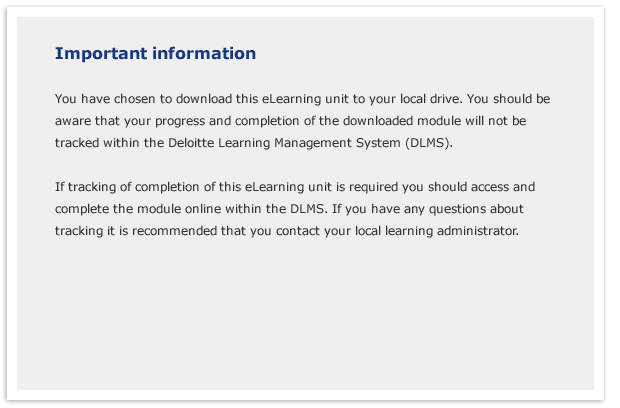 Important information
You have chosen to download this eLearning unit to your local drive. You should be
aware that your progress and completion of the downloaded module will not be
tracked within the Deloitte Learning Management System (DLMS).
If tracking of completion of this eLearning unit is required you should access and
complete the module online within the DLMS. If you have any questions about
tracking it is recommended that you contact your local learning administrator.